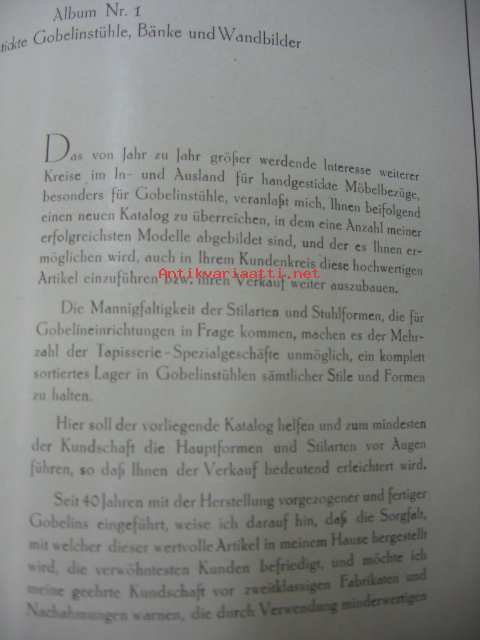 Album Nr. 1
stickte Gobelinstühle, Bänke und Wandbilder
Das von Jahr zu Jahr größer werdende Interesse weiterer
Kreise im In- und Ausland für handgestickte Möbelbezüge,
besonders für Gobelinstühle, veranlaßt mich, Ihnen beifolgend
einen neuen Katalog zu überreichen, in dem eine Anzahl meiner
erfolgreichsten Modelle abgebildet sind, und der es Ihnen er-
möglichen wird, auch in Ihrem Kundenkreis diese hochwertigen
Artikel einzuführen bzw. ihren Verkauf weiter auszubauen.
Antikvariaatti.net
Die Mannigfaltigkeit der Stilarten und Stuhlformen, die für
Gobelineinrichtungen in Frage kommen, machen es der Mehr-
zahl der Tapisserie-Spezialgeschäfte unmöglich, ein komplett
sortiertes Lager in Gobelinstühlen sämtlicher Stile und Formen
zu halten.
Hier soll der vorliegende Katalog helfen und zum mindesten
der Kundschaft die Hauptformen und Stilarten vor Augen
führen, so daß Ihnen der Verkauf bedeutend erleichtert wird.
Seit 40 Jahren mit der Herstellung vorgezogener und fertiger
Gobelins eingeführt, weise ich darauf hin, daß die Sorgfalt,
mit welcher dieser wertvolle Artikel in meinem Hause hergestellt
wird, die verwöhntesten Kunden befriedigt, und möchte ich
meine geehrte Kundschaft vor zweitklassigen Fabrikaten und
Nachahmungen warnen, die durch Verwendung minderwertigen